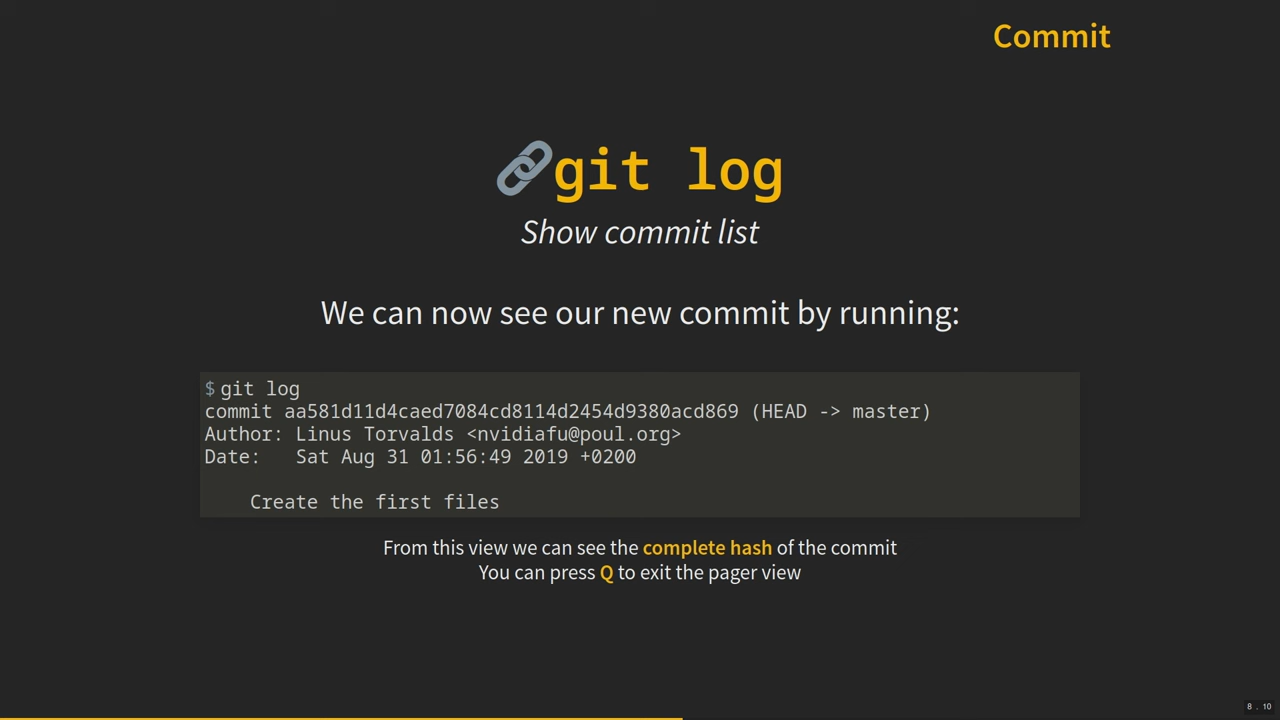 Commit
git log
Show commit list
We can now see our new commit by running:
$ git log
commit aa581d11d4caed7084cd8114d2454d9380acd869 (HEAD -> master)
Author: Linus Torvalds <nvidiafu@poul.org>
Date:   Sat Aug 31 01:56:49 2019 +0200
    Create the first files
From this view we can see the complete hash of the commit
You can press Q to exit the pager view
8 . 10